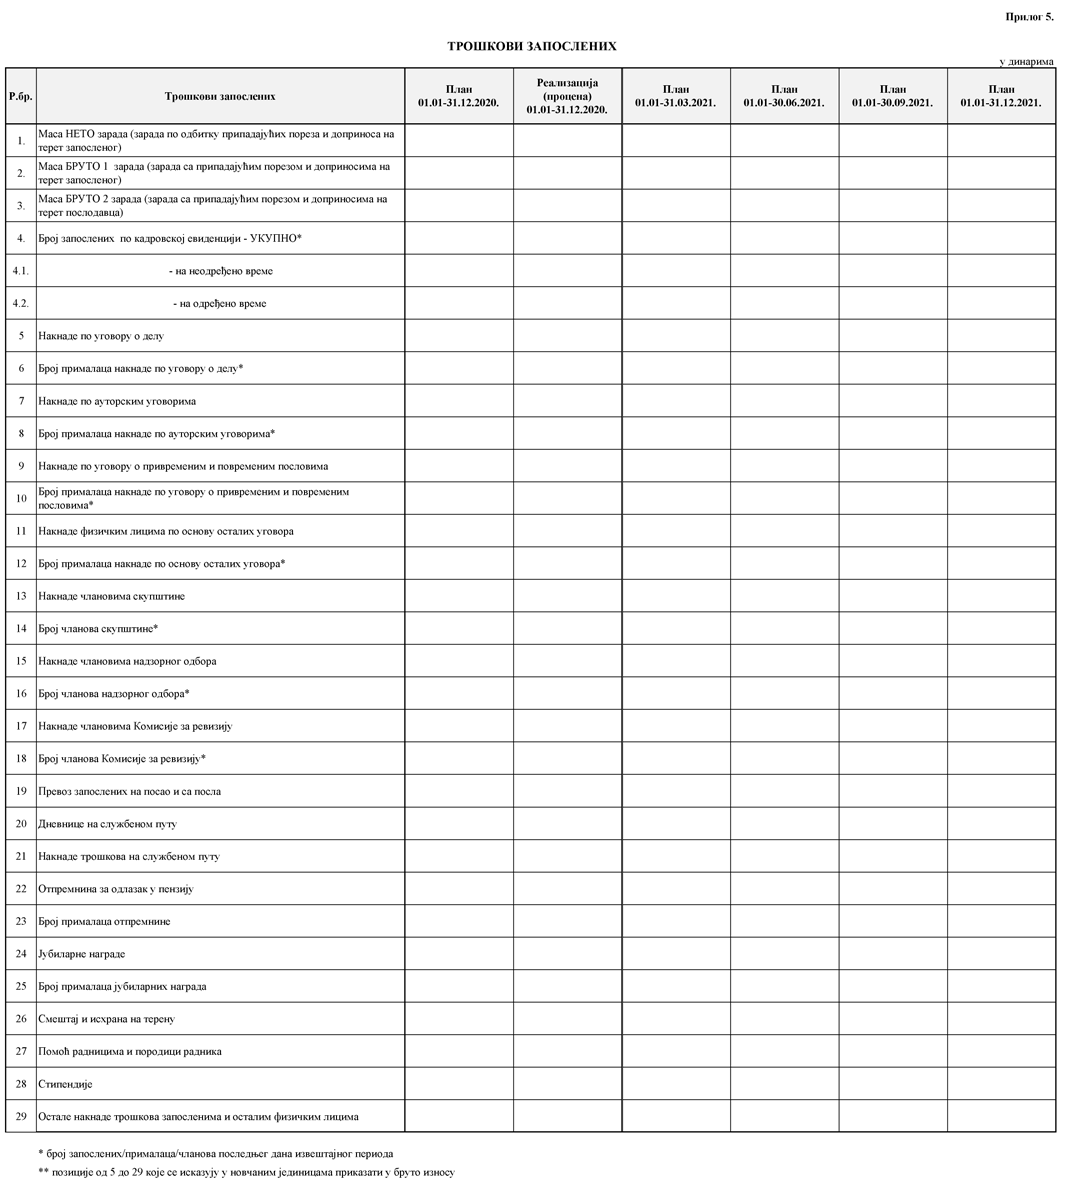 Прилог 5.
ТРОШКОВИ ЗАПОСЛЕНИХ
у динарима
Р.бр. Трошкови запослених План 01.01-31.12.2020. Реализација (процена) 01.01-31.12.2020. План 01.01-31.03.2021. План 01.01-30.06.2021. План 01.01-30.09.2021. План 01.01-31.12.2021.
1. Маса НЕТО зарада (зарада по одбитку припадајућих пореза и доприноса на
терет запосленог)
2. Маса БРУТО 1 зарада (зарада са припадајућим порезом и доприносима на
терет запосленог)
3. Маса БРУТО 2 зарада (зарада са припадајућим порезом и доприносима на
терет послодавца)
4. Број запослених по кадровској евиденцији - УКУПНО*
4.1. - на неодређено време
4.2. - на одређено време
5 Накнаде по уговору о делу
6 Број прималаца накнаде по уговору о делу*
7 Накнаде по ауторским уговорима
8 Број прималаца накнаде по ауторским уговорима*
9 Накнаде по уговору о привременим и повременим пословима
10 Број прималаца накнаде по уговору о привременим и повременим
пословима*
11 Накнаде физичким лицима по основу осталих уговора
12 Број прималаца накнаде по основу осталих уговора*
13 Накнаде члановима скупштине
14 Број чланова скупштине*
15 Накнаде члановима надзорног одбора
16 Број чланова надзорног одбора*
17 Накнаде члановима Комисије за ревизију
18 Број чланова Комисије за ревизију*
19 Превоз запослених на посао и са посла
20 Дневнице на службеном путу
21 Накнаде трошкова на службеном путу
22 Отпремнина за одлазак у пензију
23 Број прималаца отпремнине
24 Јубиларне награде
25 Број прималаца јубиларних награда
26 Смештај и исхрана на терену
27 Помоћ радницима и породици радника
28 Стипендије
29 Остале накнаде трошкова запосленима и осталим физичким лицима
* број запослених/прималаца/чланова последњег дана извештајног периода
** позиције од 5 до 29 које се исказују у новчаним јединицама приказати у бруто износу